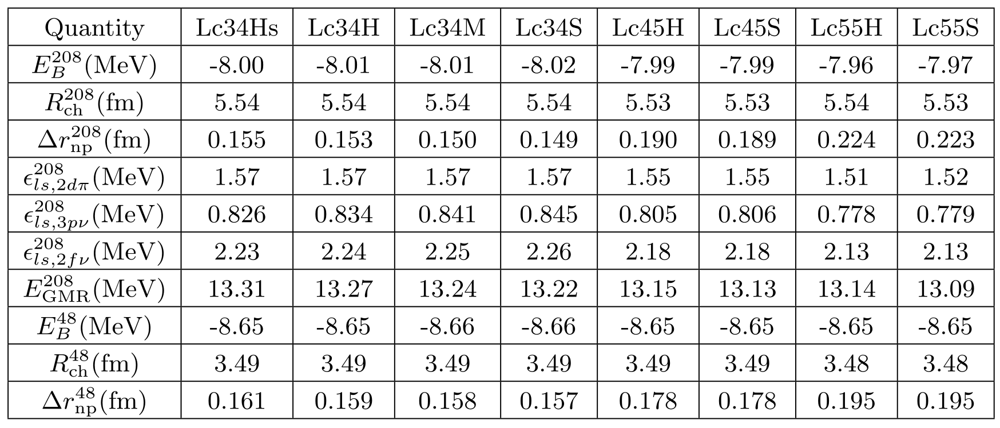 Quantity Lc34Hs Lc34H Lc34M Lc34S Lc45H Lc45S Lc55H Lc55S
$E_B^{208}$(MeV) -8.00 -8.01 -8.01 -8.02 -7.99 -7.99 -7.96 -7.97
$R_{\rm ch}^{208}$(fm) 5.54 5.54 5.54 5.54 5.53 5.53 5.54 5.53
$\Delta r_{\rm np}^{208}$(fm) 0.155 0.153 0.150 0.149 0.190 0.189 0.224 0.223
$\epsilon_{ls,2d\pi}^{208}$(MeV) 1.57 1.57 1.57 1.57 1.55 1.55 1.51 1.52
$\epsilon_{ls,3p\nu}^{208}$(MeV) 0.826 0.834 0.841 0.845 0.805 0.806 0.778 0.779
$\epsilon_{ls,2f\nu}^{208}$(MeV) 2.23 2.24 2.25 2.26 2.18 2.18 2.13 2.13
$E_{\rm GMR}^{208}$(MeV) 13.31 13.27 13.24 13.22 13.15 13.13 13.14 13.09
$E_B^{48}$(MeV) -8.65 -8.65 -8.66 -8.66 -8.65 -8.65 -8.65 -8.65
$R_{\rm ch}^{48}$(fm) 3.49 3.49 3.49 3.49 3.49 3.49 3.48 3.48
$\Delta r_{\rm np}^{48}$(fm) 0.161 0.159 0.158 0.157 0.178 0.178 0.195 0.195